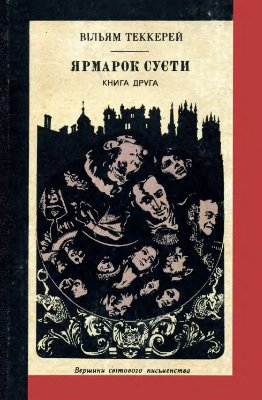 ВІЛЬЯМ ТЕККЕРЕЙ
ЯРМАРОК СУЄТИ
КНИГА ДРУГА
Вершини світового письменства